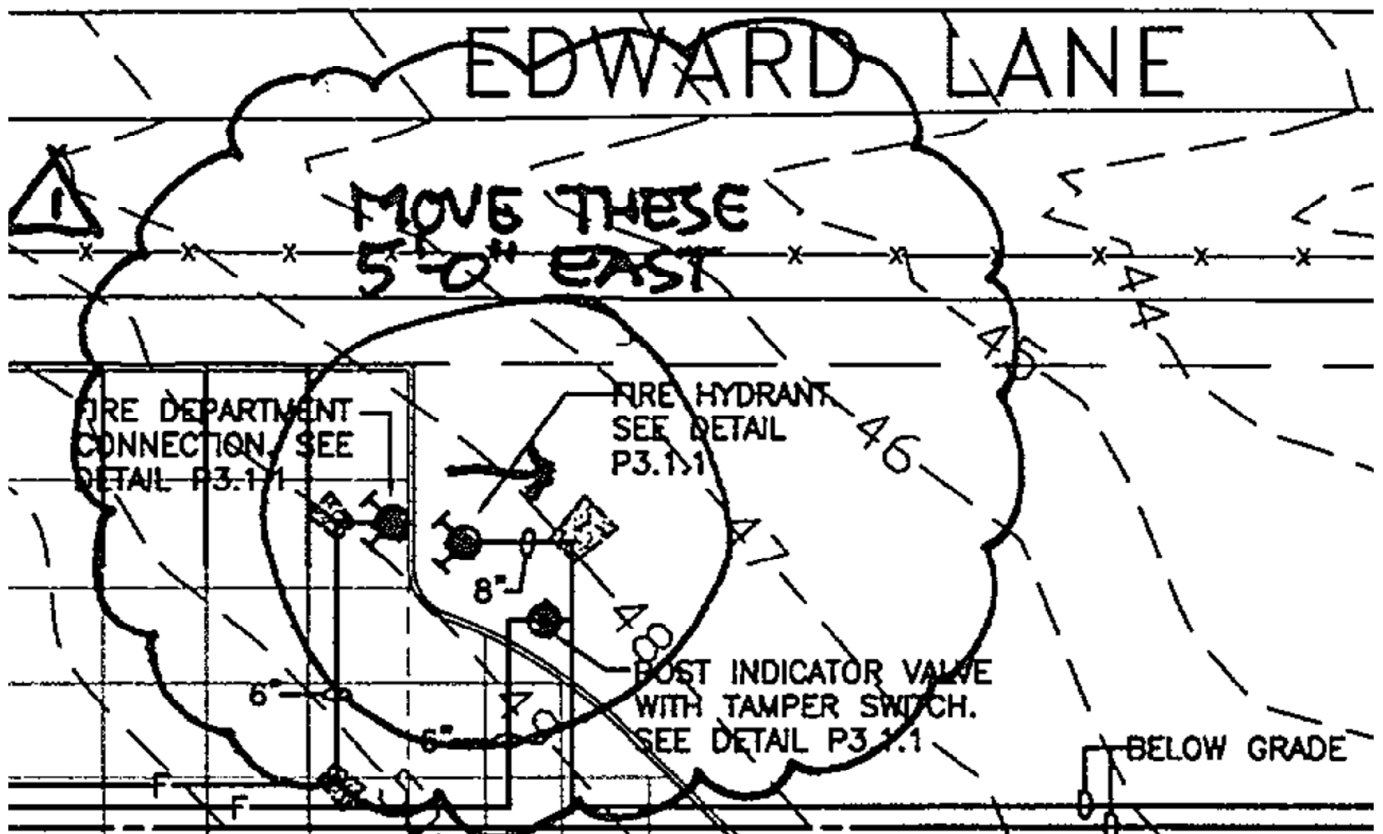 EDWARD LANE
1
MOVE THESE
5'-0" EAST
44
45
FIRE DEPARTMENT
CONNECTION, SEE
DETAIL P3.1.1
FIRE HYDRANT
SEE DETAIL
P3.1.1
46
47
8"
48
POST INDICATOR VALVE
WITH TAMPER SWITCH.
SEE DETAIL P3.1.1
6"
49
6"
BELOW GRADE
F
F